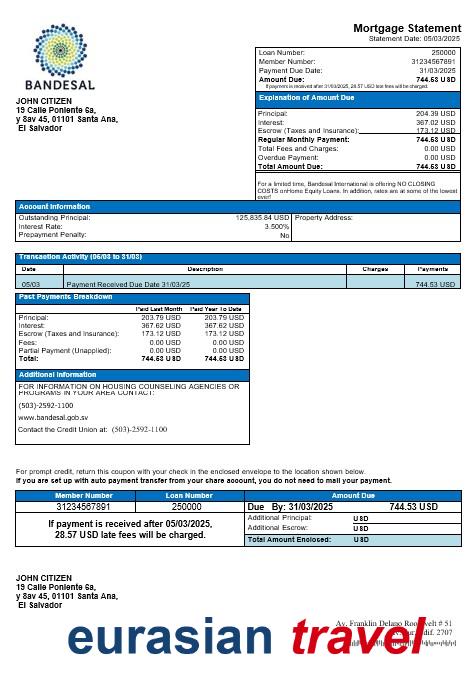 Mortgage Statement
Statement Date: 05/03/2025
BANDESAL
Loan Number: 250000
Member Number: 31234567891
Payment Due Date: 31/03/2025
Amount Due: 744.53 USD
If payment is received after 31/03/2025, 28.57 USD late fees will be charged.
JOHN CITIZEN
19 Calle Poniente 6a,
y 8av 45, 01101 Santa Ana,
El Salvador
Explanation of Amount Due
Principal: 204.39 USD
Interest: 367.02 USD
Escrow (Taxes and Insurance): 173.12 USD
Regular Monthly Payment: 744.53 USD
Total Fees and Charges: 0.00 USD
Overdue Payment: 0.00 USD
Total Amount Due: 744.53 USD
For a limited time, Bandesal International is offering NO CLOSING
COSTS onHome Equity Loans. In addition, rates are at some of the lowest
ever!
Account Information
Outstanding Principal: 125,835.84 USD
Interest Rate: 3.500%
Prepayment Penalty: No
Property Address:
Transaction Activity (05/03 to 31/03)
Date Description Charges Payments
05/03 Payment Received Due Date 31/03/25 744.53 USD
Past Payments Breakdown
Paid Last Month Paid Year To Date
Principal: 203.79 USD 203.79 USD
Interest: 367.62 USD 367.62 USD
Escrow (Taxes and Insurance): 173.12 USD 173.12 USD
Fees: 0.00 USD 0.00 USD
Partial Payment (Unapplied): 0.00 USD 0.00 USD
Total: 744.53 USD 744.53 USD
Additional Information
FOR INFORMATION ON HOUSING COUNSELING AGENCIES OR
PROGRAMS IN YOUR AREA CONTACT:
(503)-2592-1100
www.bandesal.gob.sv
Contact the Credit Union at: (503)-2592-1100
For prompt credit, return this coupon with your check in the enclosed envelope to the location shown below.
If you are set up with auto payment transfer from your share account, you do not need to mail your payment.
Member Number Loan Number Amount Due
31234567891 250000 Due By: 31/03/2025 744.53 USD
If payment is received after 05/03/2025,
28.57 USD late fees will be charged.
Additional Principal: USD
Additional Escrow: USD
Total Amount Enclosed: USD
JOHN CITIZEN
19 Calle Poniente 6a,
y 8av 45, 01101 Santa Ana,
El Salvador
Av. Franklin Delano Roosevelt # 51
2707
eurasian travel